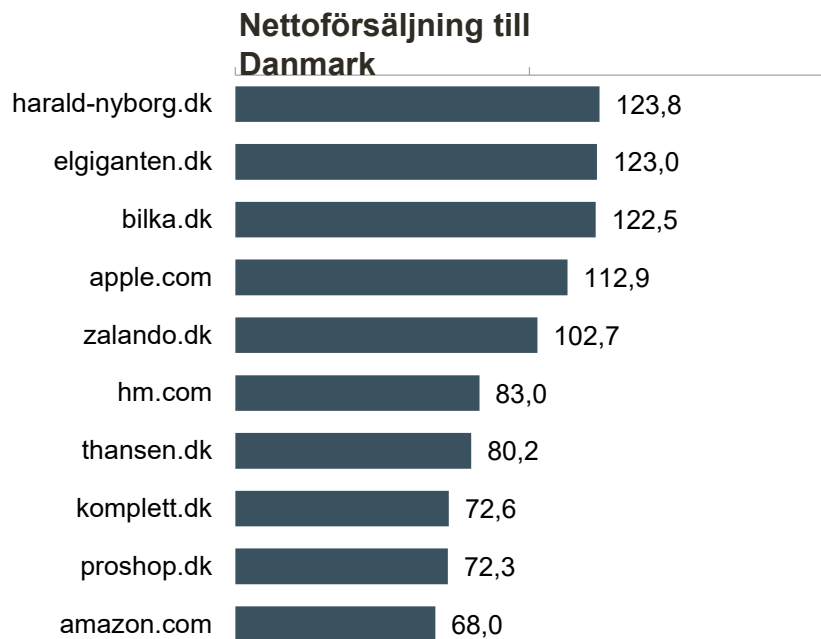 Nettoförsäljning till
Danmark
harald-nyborg.dk 123,8
elgiganten.dk 123,0
bilka.dk 122,5
apple.com 112,9
zalando.dk 102,7
hm.com 83,0
thansen.dk 80,2
komplett.dk 72,6
proshop.dk 72,3
amazon.com 68,0